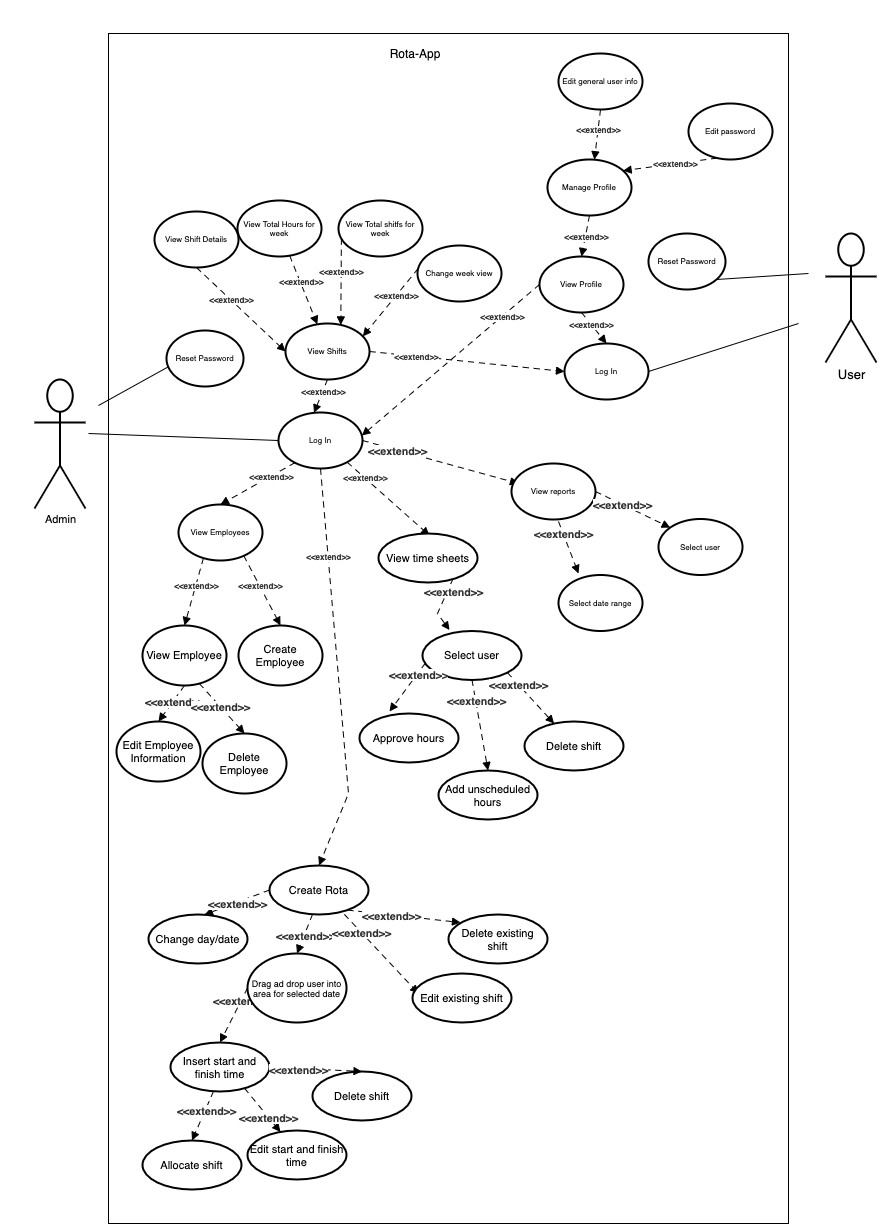 Rota-App
Edit general user info
<<extend>>
Edit password
<<extend>>
Manage Profile
<<extend>>
View Shift Details
View Total Hours for
week
View Total shitfs for
week
Change week view
Reset Password
View Profile
<<extend>>
<<extend>>
<<extend>>
<<extend>>
<<extend>>
<<extend>>
View Shifts
<<extend>>
Log In
Reset Password
<<extend>>
User
Log In
<<extend>>
Admin
<<extend>>
<<extend>>
View reports
<<extend>>
Select user
<<extend>>
Select date range
View Employees
<<extend>>
View time sheets
<<extend>>
<<extend>>
<<extend>>
View Employee
Create
Employee
Select user
<<extend
<<extend>>
<<extend>>
<<extend>>
<<extend>>
Edit Employee
Information
Delete
Employee
Approve hours
Delete shift
Add unscheduled
hours
Create Rota
<<extend>>
<<extend>>
<<extend>>
<<extend>>
Change day/date
Delete existing
shift
Drag ad drop user into
area for selected date
Edit existing shift
<<exten
Insert start and
finish time
<<extend>>
Delete shift
<<extend>>
<<extend>>
Allocate shift
Edit start and finish
time